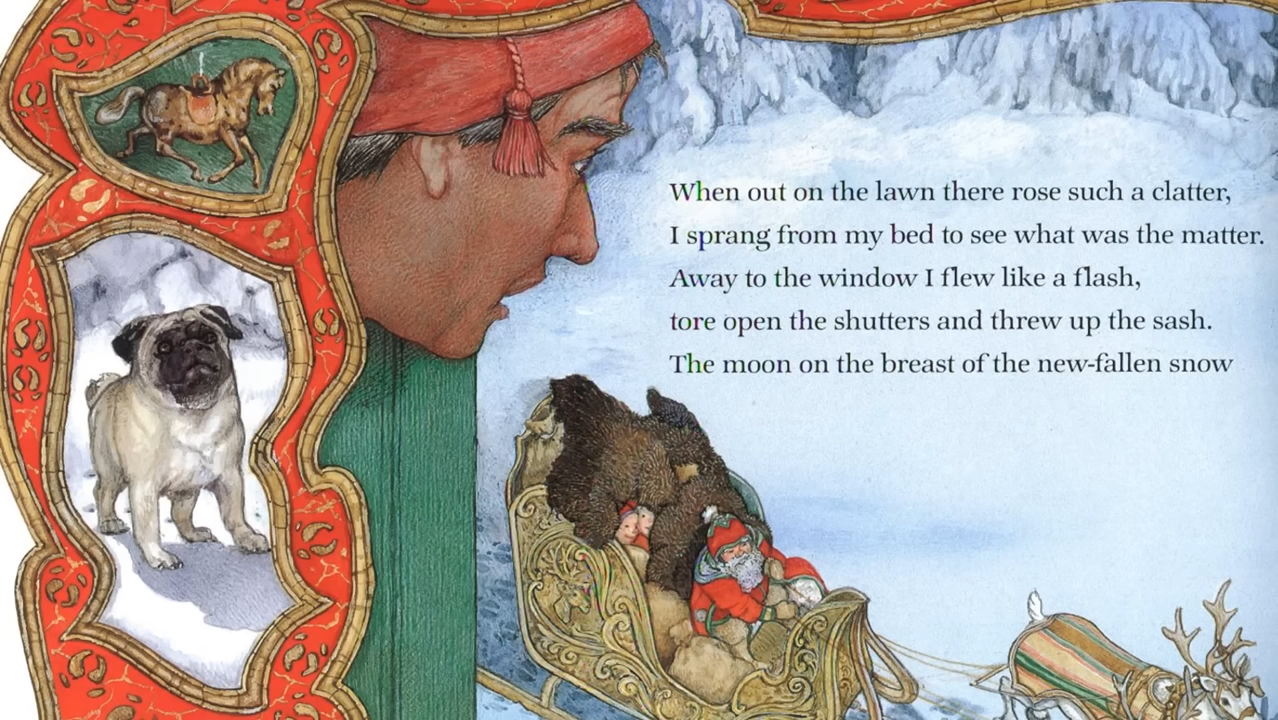 When out on the lawn there rose such a clatter,
I sprang from my bed to see what was the matter.
Away to the window I flew like a flash,
tore open the shutters and threw up the sash.
The moon on the breast of the new-fallen snow